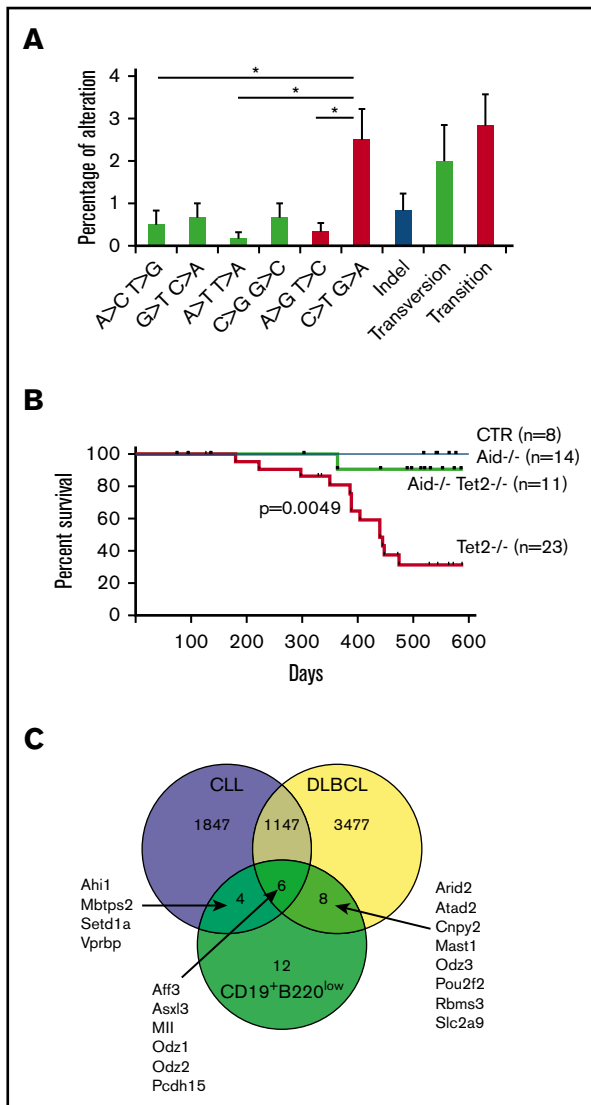 A
Percentage of alteration
4
3
2
1
0
*
*
*
A>C T>G
G>T C>A
A>T T>A
C>G G>C
A>G T>C
C>T G>A
Indel
Transversion
Transition
B
Percent survival
100
80
60
40
20
0
CTR (n=8)
Aid-/- (n=14)
Aid-/- Tet2-/- (n=11)
p=0.0049
Tet2-/- (n=23)
100 200 300 400 500 600
Days
C
CLL
DLBCL
1847
1147
3477
4
6
8
12
CD19+B220low
Ahi1
Mbtps2
Setd1a
Vprbp
Aff3
Asxl3
Mll
Odz1
Odz2
Pcdh15
Arid2
Atad2
Cnpy2
Mast1
Odz3
Pou2f2
Rbms3
Slc2a9